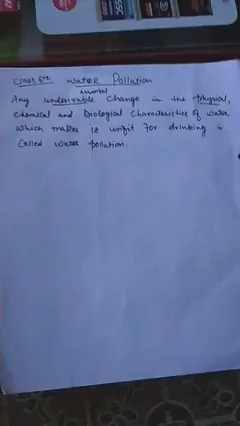 Class 6th Water Pollution
Any undesirable Change in the physical,
Chemical and Biological Characteristics of water
which makes it unfit For drinking is
Called water pollution.